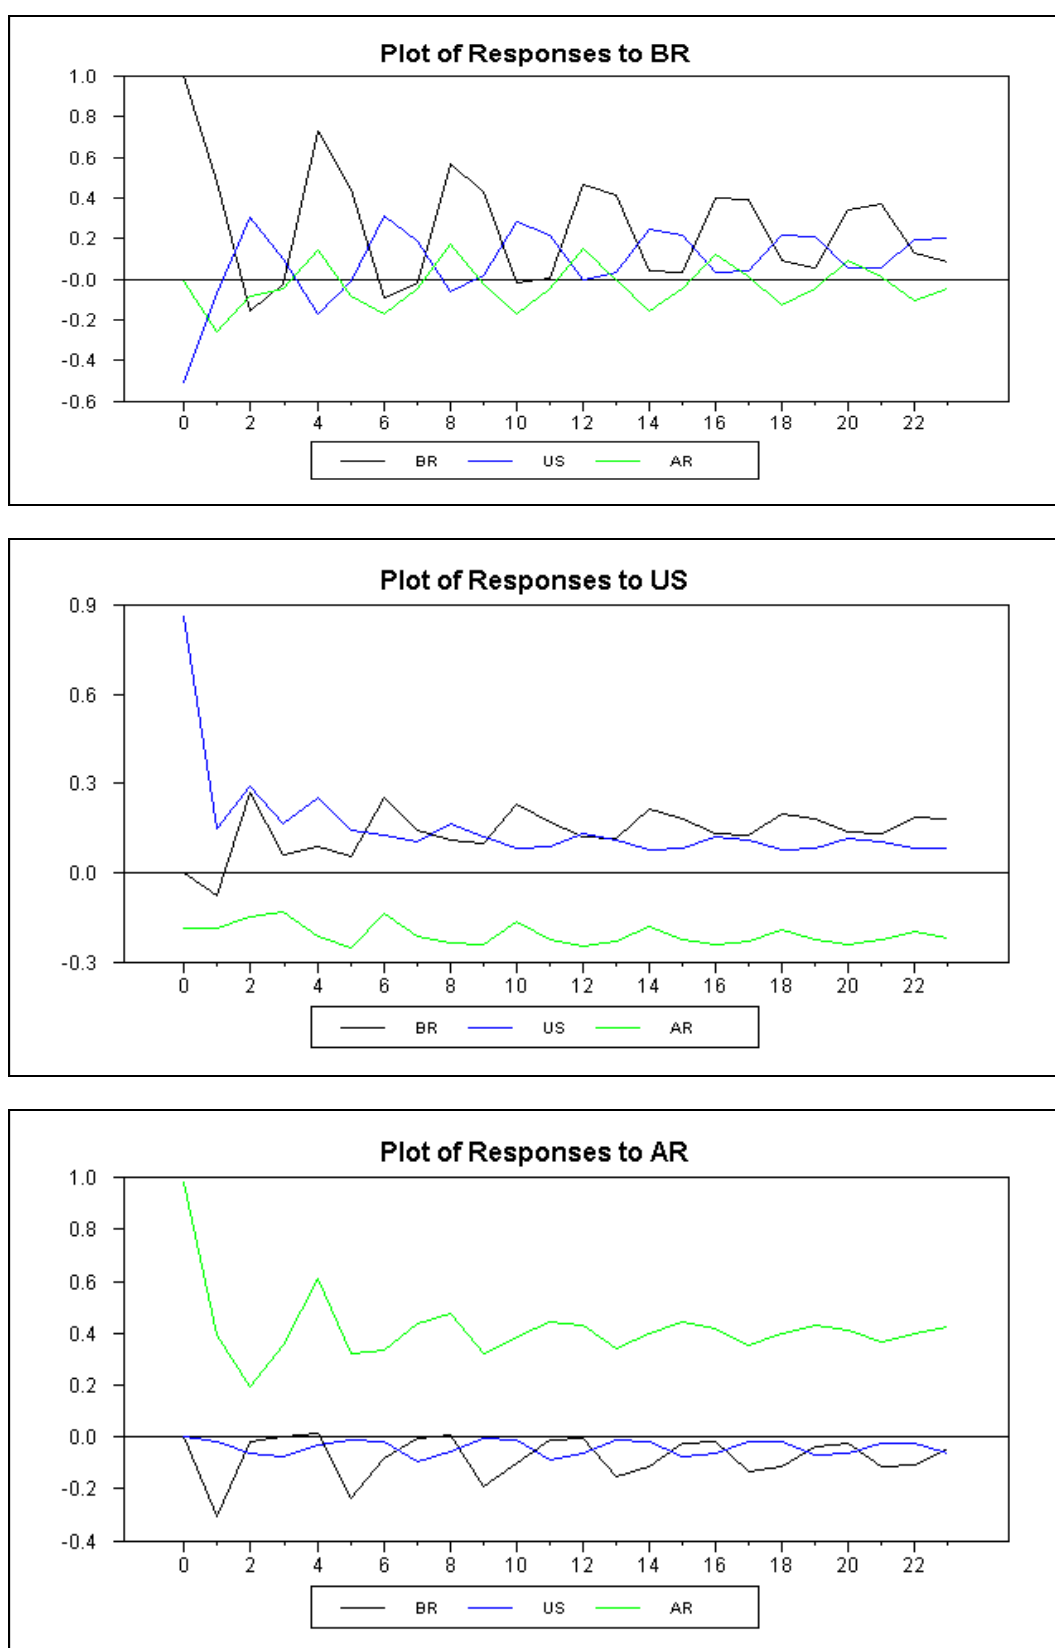 Plot of Responses to BR
1.0
0.8
0.6
0.4
0.2
-0.0
-0.2
-0.4
-0.6
0 2 4 6 8 10 12 14 16 18 20 22
BR US AR
Plot of Responses to US
0.9
0.6
0.3
0.0
-0.3
0 2 4 6 8 10 12 14 16 18 20 22
BR US AR
Plot of Responses to AR
1.0
0.8
0.6
0.4
0.2
0.0
-0.2
-0.4
0 2 4 6 8 10 12 14 16 18 20 22
BR US AR